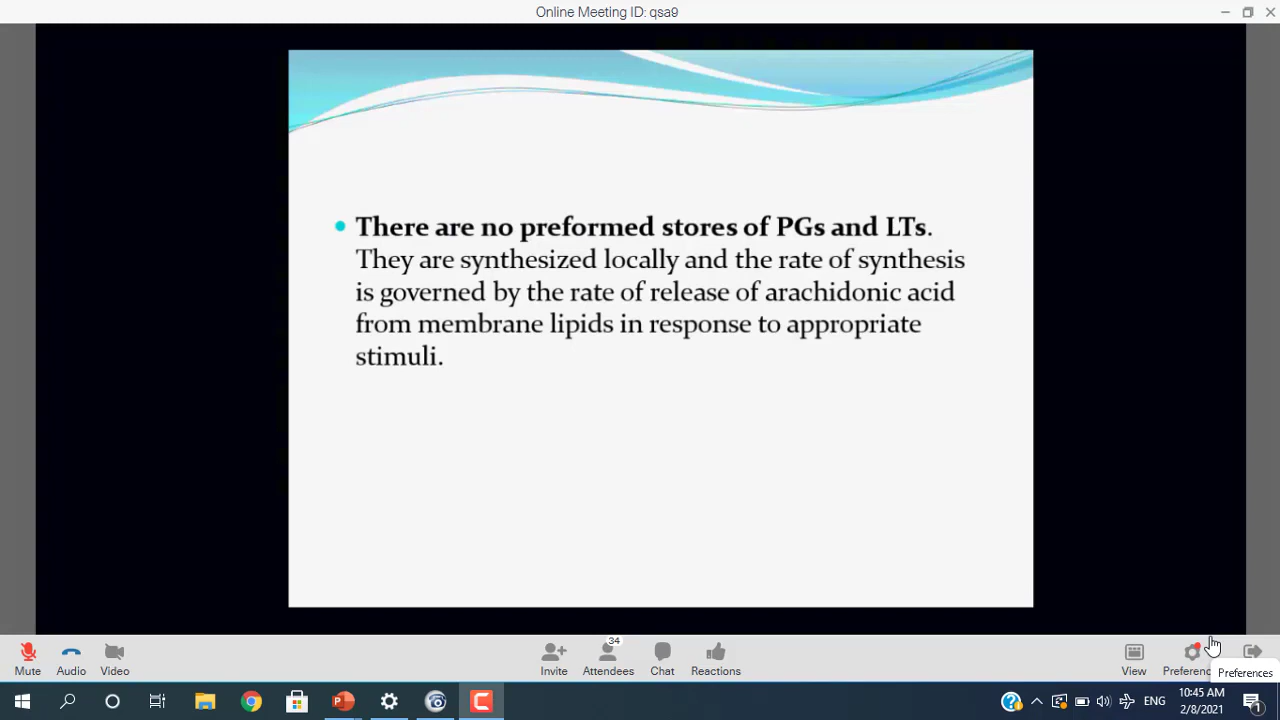 Online Meeting ID: qsa9
There are no preformed stores of PGs and LTs.
They are synthesized locally and the rate of synthesis
is governed by the rate of release of arachidonic acid
from membrane lipids in response to appropriate
stimuli.
34
Mute Audio Video Invite Attendees Chat Reactions View Preferenc
Preferences
10:45 AM
ENG
2/8/2021
1